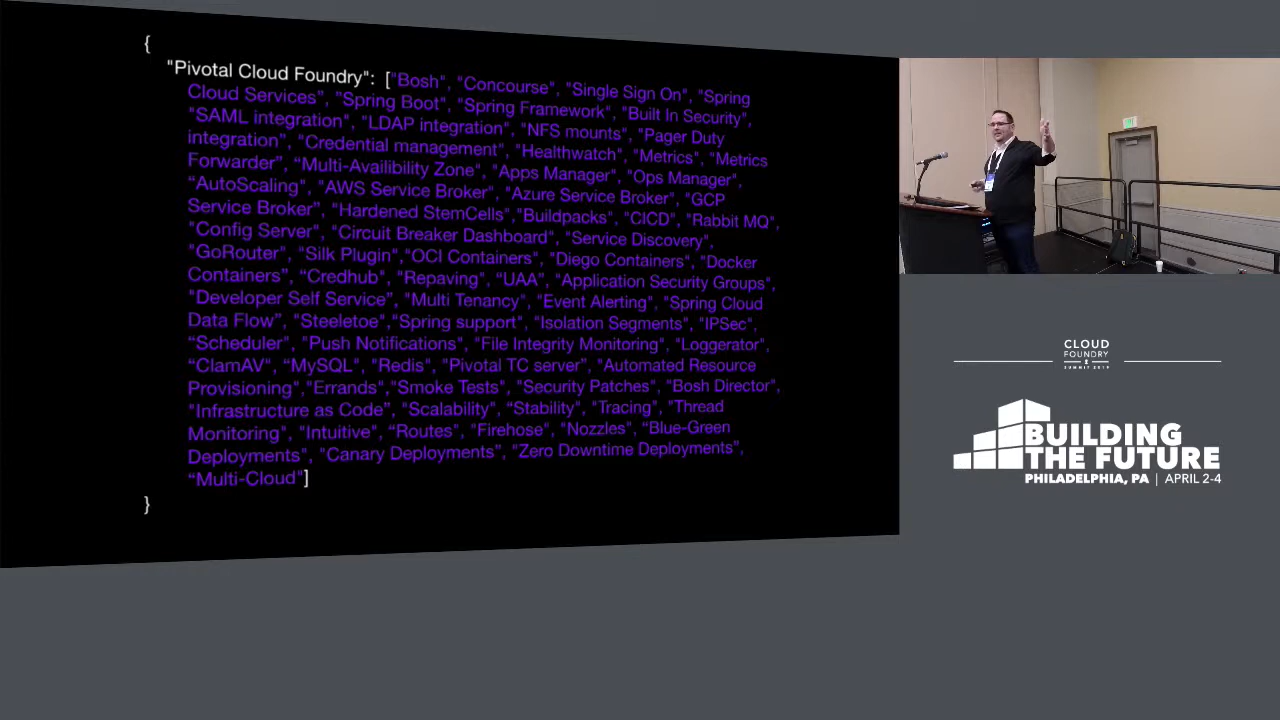 {
"Pivotal Cloud Foundry": ["Bosh", "Concourse", "Single Sign On", "Spring
Cloud Services”, "Spring Boot", "Spring Framework", "Built In Security",
"SAML integration", "LDAP integration", "NFS mounts", "Pager Duty
integration”, "Credential management", "Healthwatch", "Metrics", "Metrics
Forwarder”, “Multi-Availibility Zone", "Apps Manager", "Ops Manager",
“AutoScaling", "AWS Service Broker", "Azure Service Broker", "GCP
Service Broker”, "Hardened StemCells","Buildpacks", "CICD", "Rabbit MQ",
"Config Server", "Circuit Breaker Dashboard", "Service Discovery",
"GoRouter", "Silk Plugin","OCI Containers", "Diego Containers", "Docker
Containers”, “Credhub", "Repaving", "UAA", "Application Security Groups",
"Developer Self Service”, "Multi Tenancy", "Event Alerting", "Spring Cloud
Data Flow”, "Steeletoe","Spring support", "Isolation Segments", "IPSec",
“Scheduler", "Push Notifications", "File Integrity Monitoring", "Loggerator",
“ClamAV", “MySQL", "Redis", "Pivotal TC server”, "Automated Resource
Provisioning","Errands","Smoke Tests", "Security Patches", "Bosh Director",
"Infrastructure as Code”, "Scalability", “Stability", "Tracing", "Thread
Monitoring", "Intuitive", “Routes", "Firehose", "Nozzles", “Blue-Green
Deployments", "Canary Deployments”, "Zero Downtime Deployments",
“Multi-Cloud"]
}
CLOUD
FOUNDRY
SUMMIT 2019
BUILDING
THE FUTURE
PHILADELPHIA, PA | APRIL 2-4